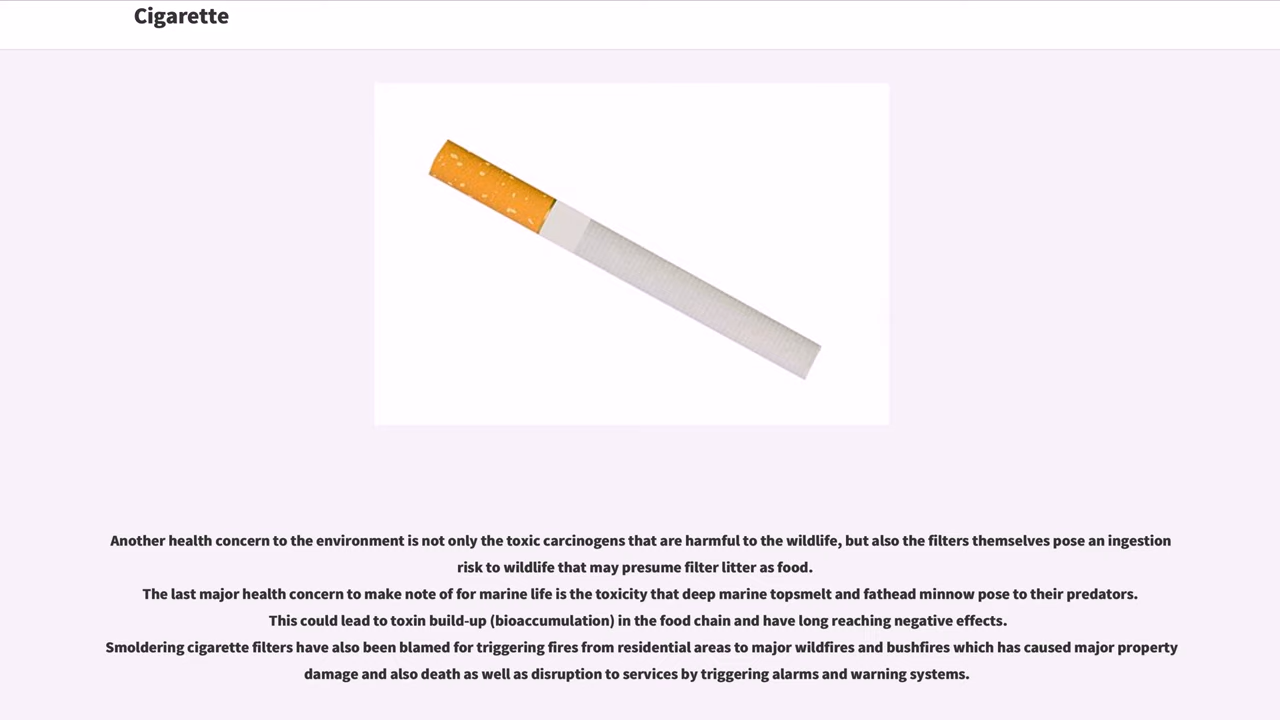 Cigarette
Another health concern to the environment is not only the toxic carcinogens that are harmful to the wildlife, but also the filters themselves pose an ingestion
risk to wildlife that may presume filter litter as food.
The last major health concern to make note of for marine life is the toxicity that deep marine topsmelt and fathead minnow pose to their predators.
This could lead to toxin build-up (bioaccumulation) in the food chain and have long reaching negative effects.
Smoldering cigarette filters have also been blamed for triggering fires from residential areas to major wildfires and bushfires which has caused major property
damage and also death as well as disruption to services by triggering alarms and warning systems.